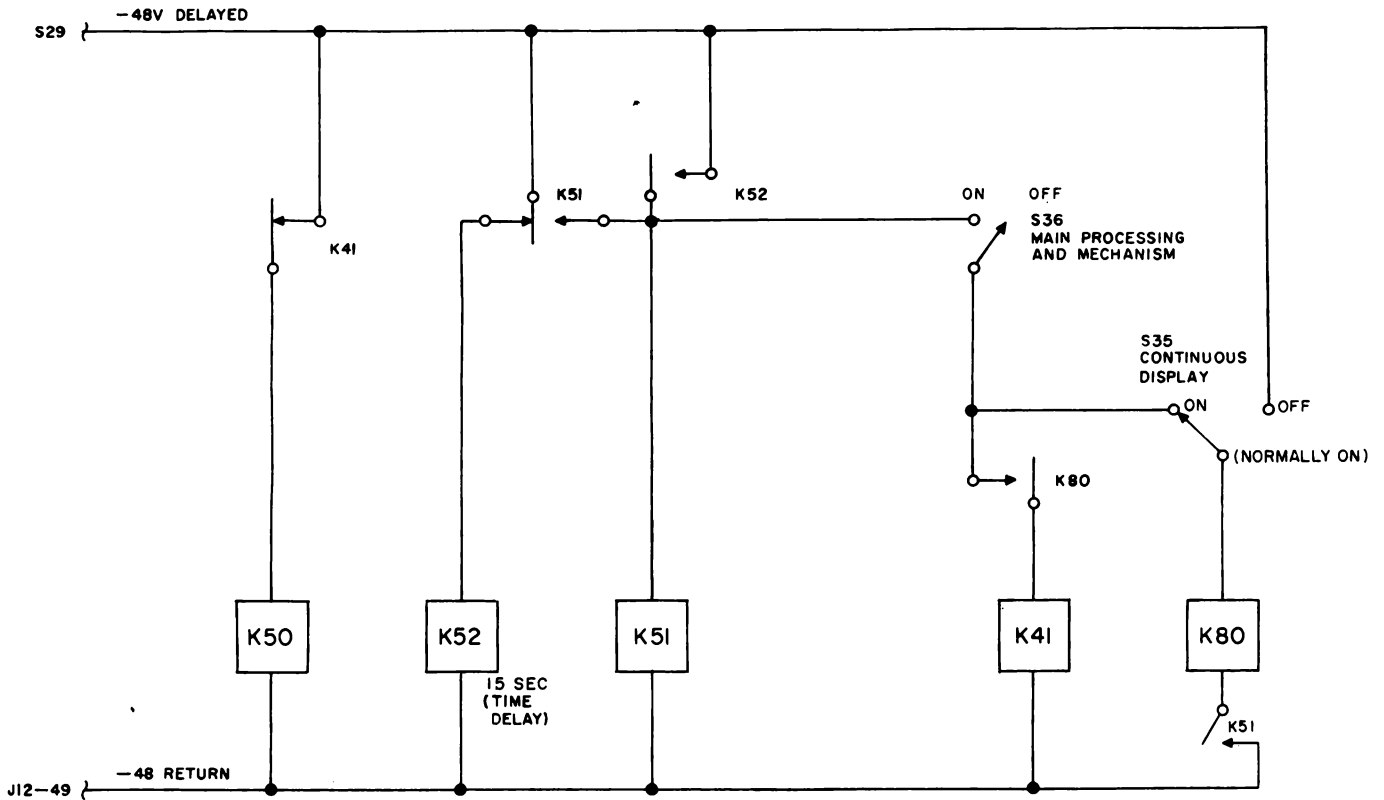 -48V DELAYED
S29
K51
K52
K41
ON OFF
S36
MAIN PROCESSING
AND MECHANISM
S35
CONTINUOUS
DISPLAY
ON
OFF
(NORMALLY ON)
K80
K50
K52
K51
K41
K80
15 SEC
(TIME
DELAY)
K51
-48 RETURN
J12-49